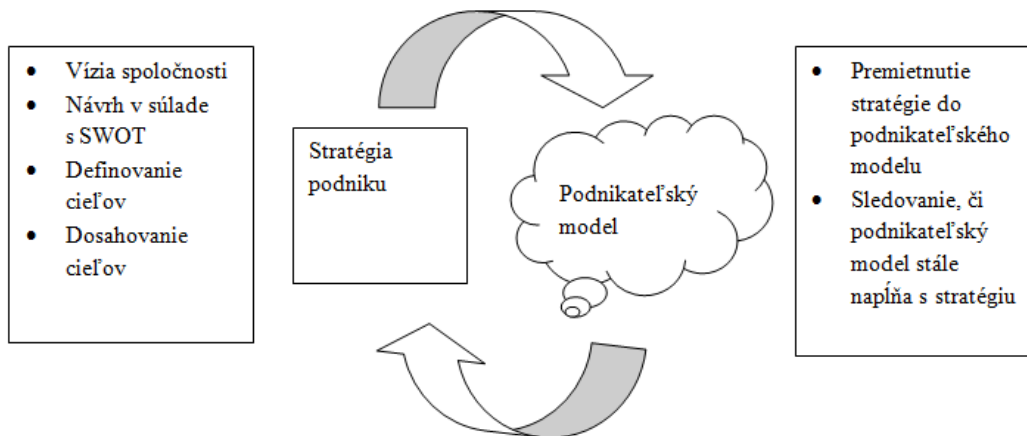 • Vízia spoločnosti
• Návrh v súlade
s SWOT
• Definovanie
cieľov
• Dosahovanie
cieľov
Stratégia
podniku
Podnikateľský
model
• Premietnutie
stratégie do
podnikateľského
modelu
• Sledovanie, či
podnikateľský
model stále
napĺňa s stratégiu